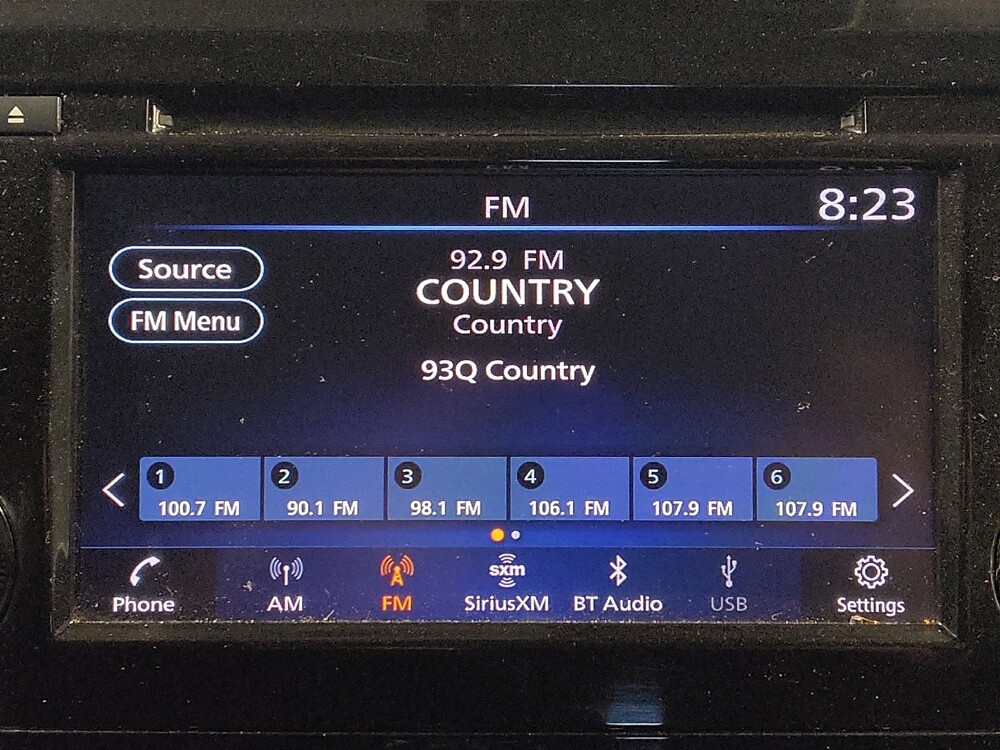 FM
8:23
Source
FM Menu
92.9 FM
COUNTRY
Country
93Q Country
1
100.7 FM
2
90.1 FM
3
98.1 FM
4
106.1 FM
5
107.9 FM
6
107.9 FM
Phone
AM
FM
sxm
SiriusXM
BT Audio
USB
Settings